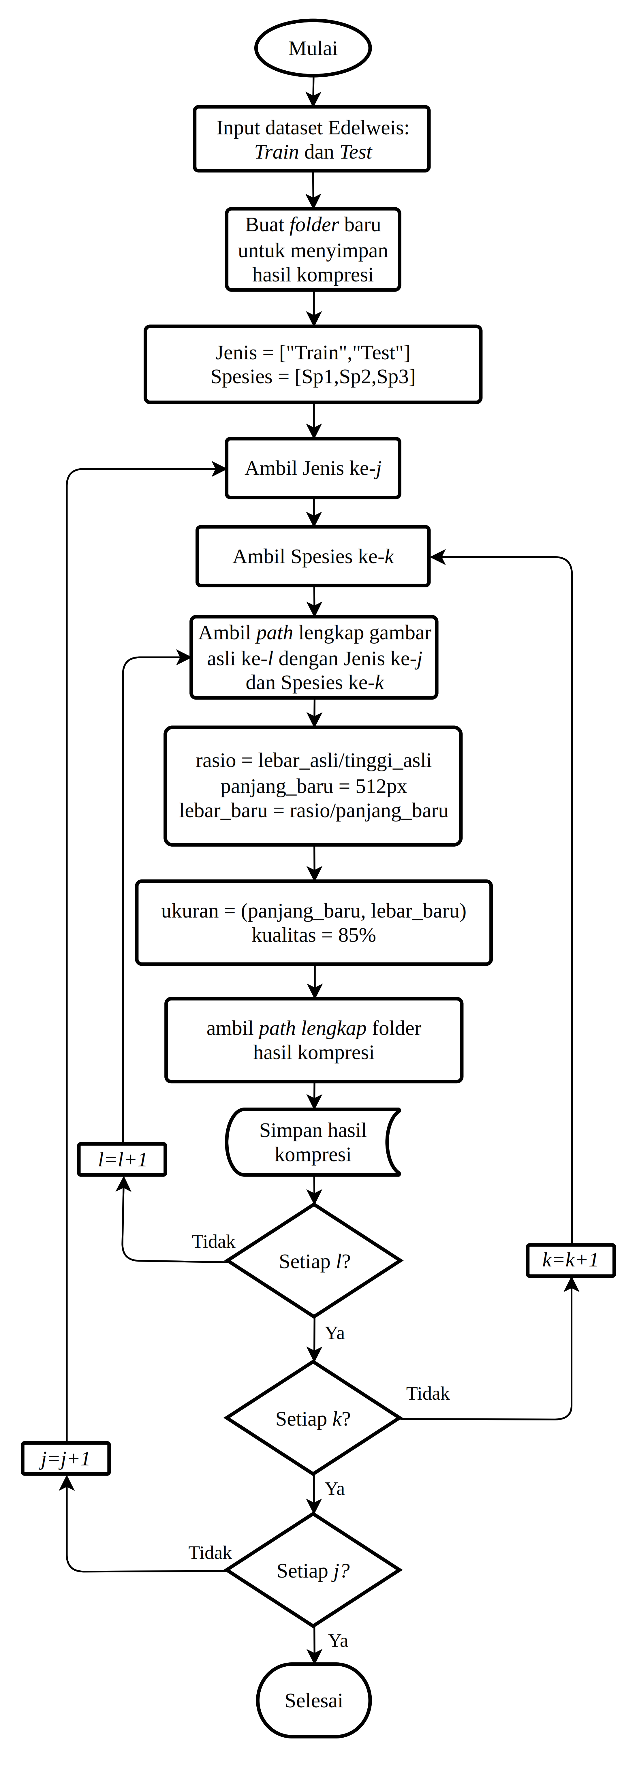 Mulai
Input dataset Edelweis:
Train dan Test
Buat folder baru
untuk menyimpan
hasil kompresi
Jenis = ["Train","Test"]
Spesies = [Sp1,Sp2,Sp3]
Ambil Jenis ke-j
Ambil Spesies ke-k
Ambil path lengkap gambar
asli ke-l dengan Jenis ke-j
dan Spesies ke-k
rasio = lebar_asli/tinggi_asli
panjang_baru = 512px
lebar_baru = rasio/panjang_baru
ukuran = (panjang_baru, lebar_baru)
kualitas = 85%
ambil path lengkap folder
hasil kompresi
Simpan hasil
kompresi
l=l+1
Tidak
Setiap l?
k=k+1
Ya
Tidak
Setiap k?
j=j+1
Ya
Tidak
Setiap j?
Ya
Selesai